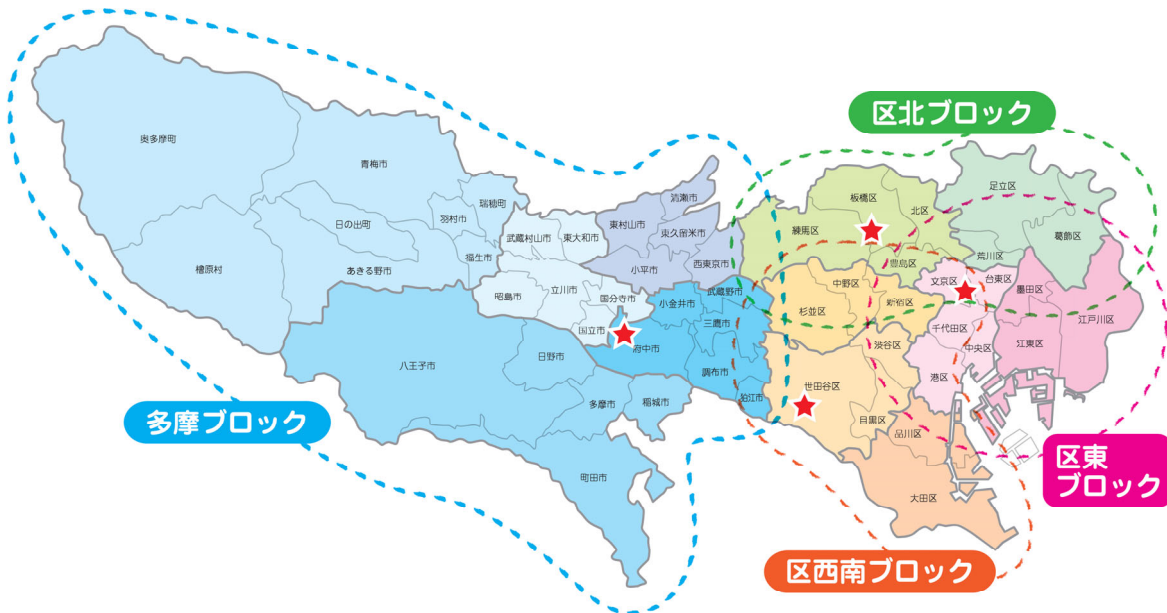 区北ブロック
奥多摩町
青梅市
瑞穂町
羽村市
日の出町
福生市
檜原村
あきる野市
武蔵村山市
東大和市
東村山市
清瀬市
東久留米市
小平市
西東京市
昭島市
立川市
国分寺市
国立市
小金井市
武蔵野市
三鷹市
府中市
調布市
狛江市
八王子市
日野市
多摩市
稲城市
町田市
多摩ブロック
板橋区
北区
練馬区
豊島区
足立区
葛飾区
荒川区
中野区
杉並区
新宿区
文京区
台東区
墨田区
江戸川区
千代田区
中央区
江東区
渋谷区
港区
世田谷区
目黒区
品川区
大田区
区東
ブロック
区西南ブロック